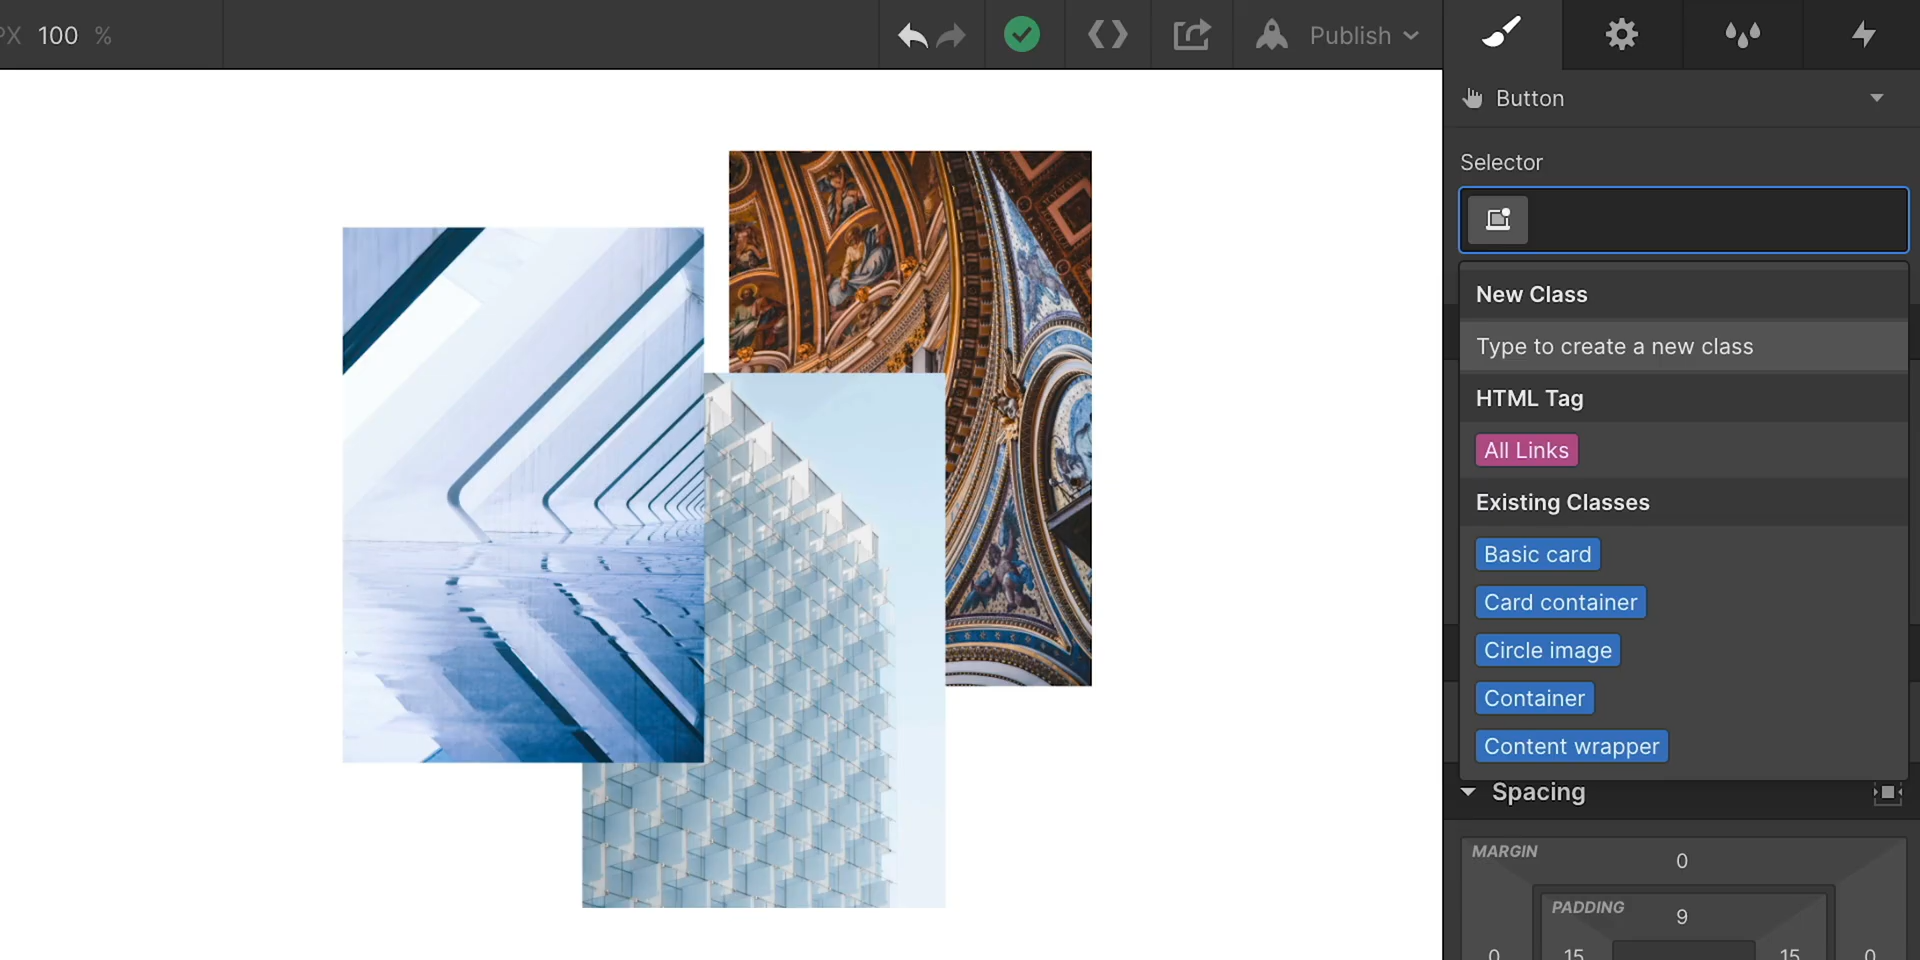 PX 100 %
Publish
Button
Selector
New Class
Type to create a new class
HTML Tag
All Links
Existing Classes
Basic card
Card container
Circle image
Container
Content wrapper
Spacing
MARGIN
0
PADDING
9
0 15 15 0